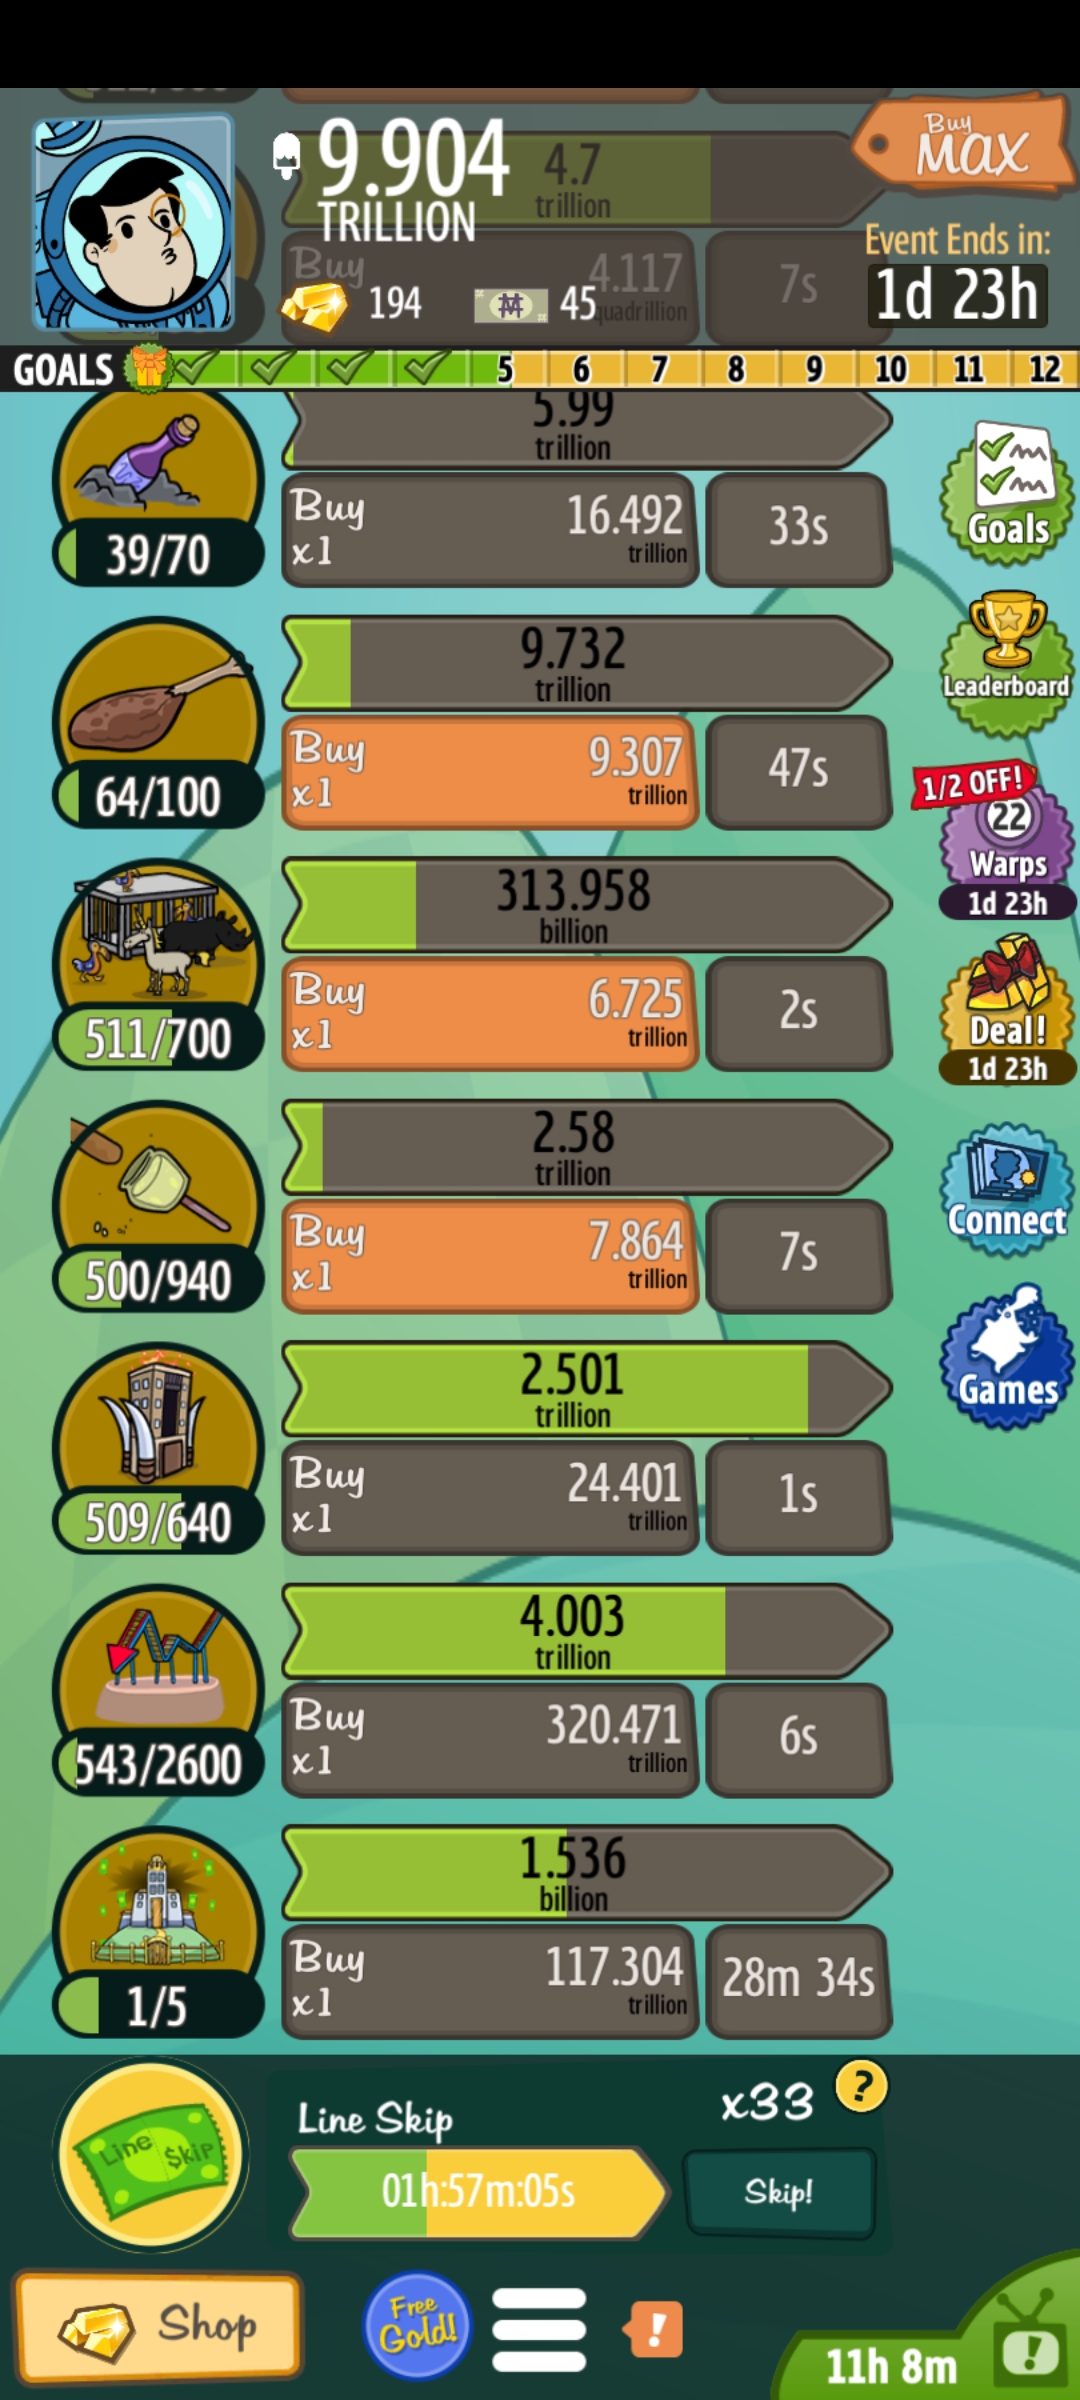 9.904
TRILLION
4.7
trillion
Buy
MAX
Event Ends in:
1d 23h
Buy
4.117
quadrillion
7s
194
45
GOALS
5 6 7 8 9 10 11 12
5.99
trillion
Buy
x1
16.492
trillion
33s
39/70
Goals
9.732
trillion
Buy
x1
9.307
trillion
47s
64/100
Leaderboard
1/2 OFF!
22
Warps
1d 23h
313.958
billion
Buy
x1
6.725
trillion
2s
511/700
Deal!
1d 23h
2.58
trillion
Buy
x1
7.864
trillion
7s
500/940
Connect
2.501
trillion
Buy
x1
24.401
trillion
1s
509/640
Games
4.003
trillion
Buy
x1
320.471
trillion
6s
543/2600
1.536
billion
Buy
x1
117.304
trillion
28m 34s
1/5
Line $kip
Line Skip
x33
?
01h:57m:05s
Skip!
Shop
Free
Gold!
!
11h 8m
!